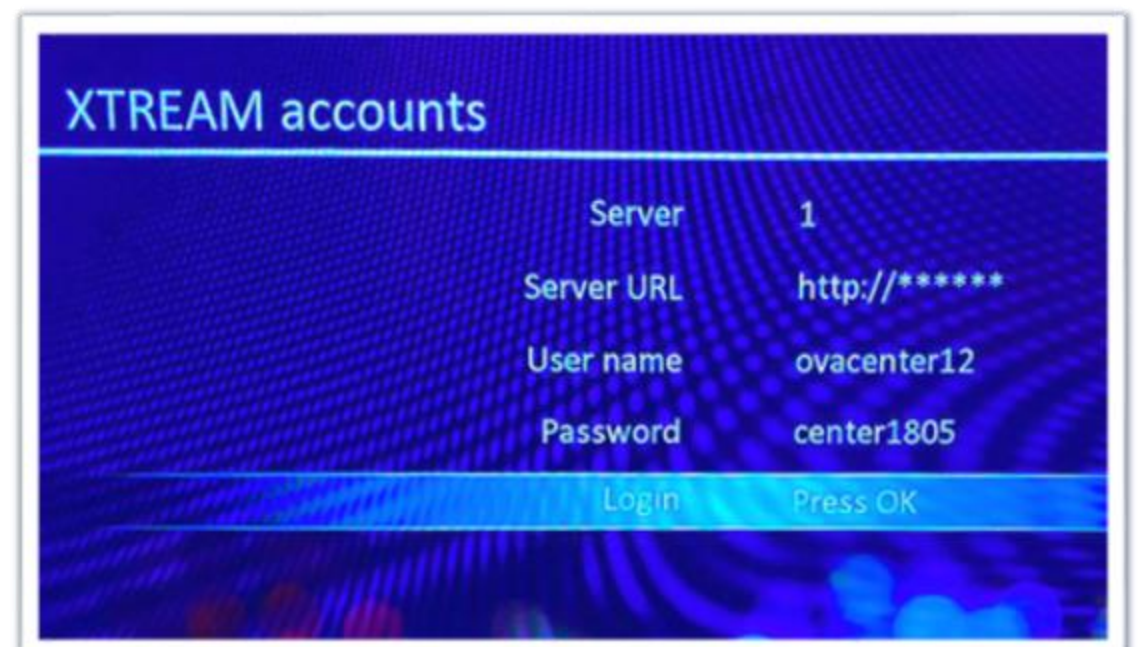 XTREAM accounts
Server 1
Server URL http://******
User name ovacenter12
Password center1805
Login Press OK